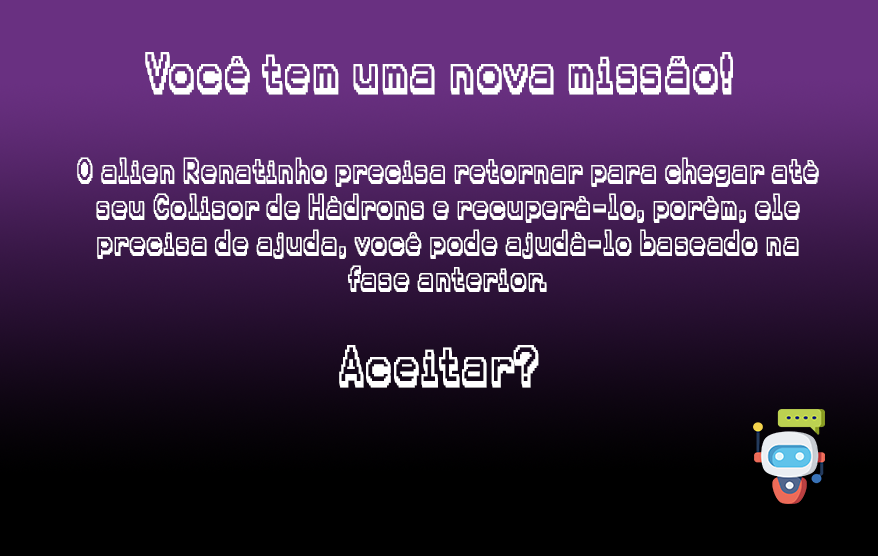 Você tem uma nova missão!
O alien Renatinho precisa retornar para chegar atè
seu Colisor de Hàdrons e recuperà-lo, porèm, ele
precisa de ajuda, você pode ajudà-lo baseado na
fase anterior.
Aceitar?